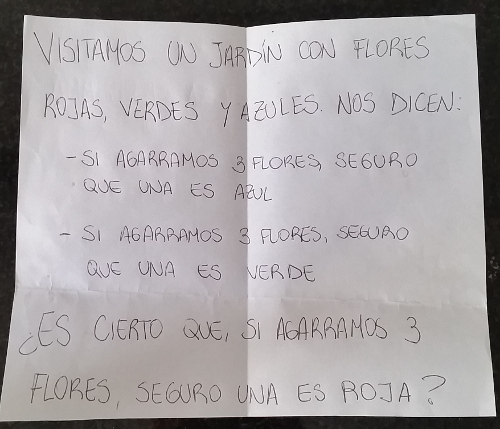 VISITAMOS UN JARDÍN CON FLORES
ROJAS, VERDES Y AZULES. NOS DICEN:
- SI AGARRAMOS 3 FLORES, SEGURO
QUE UNA ES AZUL
- SI AGARRAMOS 3 FLORES, SEGURO
QUE UNA ES VERDE
¿ES CIERTO QUE, SI AGARRAMOS 3
FLORES, SEGURO UNA ES ROJA?